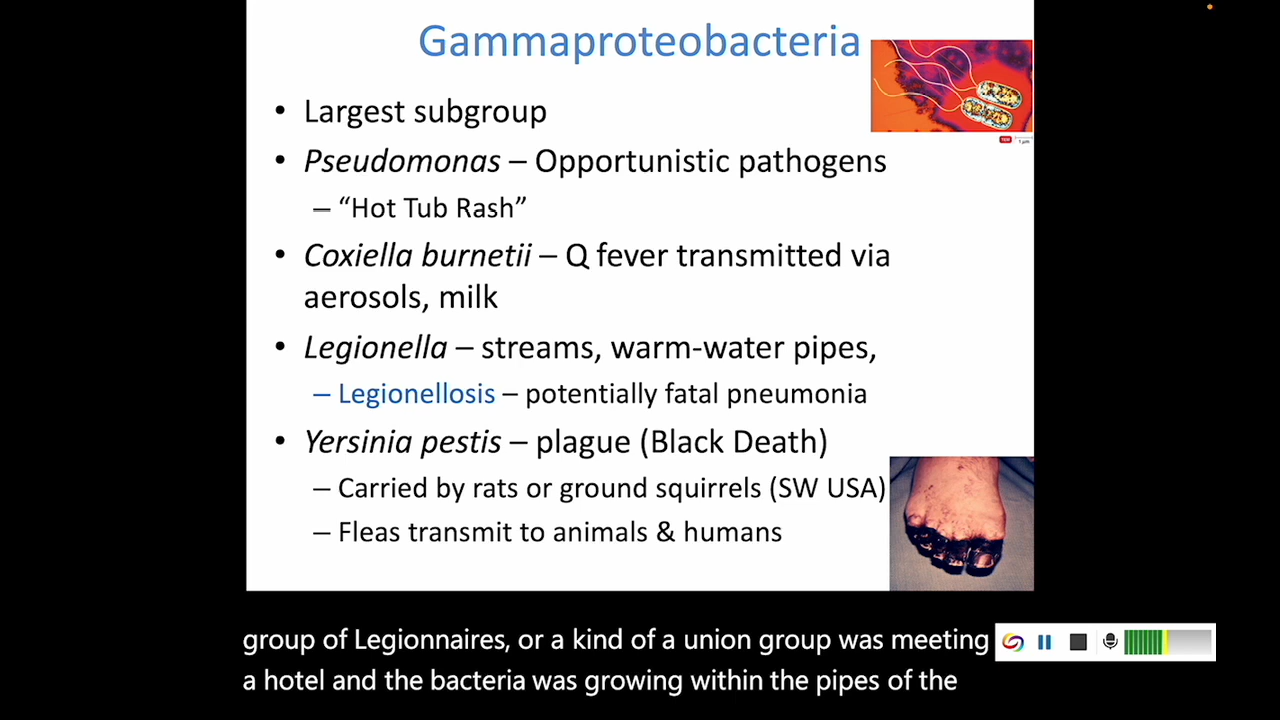 Gammaproteobacteria
• Largest subgroup
• Pseudomonas – Opportunistic pathogens
– “Hot Tub Rash”
• Coxiella burnetii – Q fever transmitted via
aerosols, milk
• Legionella – streams, warm-water pipes,
– Legionellosis – potentially fatal pneumonia
• Yersinia pestis – plague (Black Death)
– Carried by rats or ground squirrels (SW USA)
– Fleas transmit to animals & humans
group of Legionnaires, or a kind of a union group was meeting
a hotel and the bacteria was growing within the pipes of the